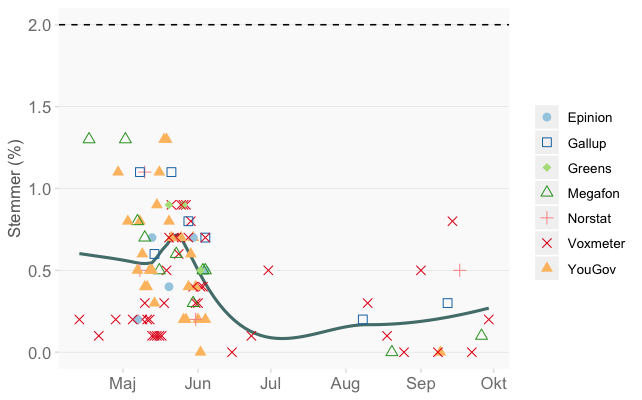 2.0
1.5
1.0
0.5
0.0
Stemmer (%)
Maj Jun Jul Aug Sep Okt
Epinion
Gallup
Greens
Megafon
Norstat
Voxmeter
YouGov